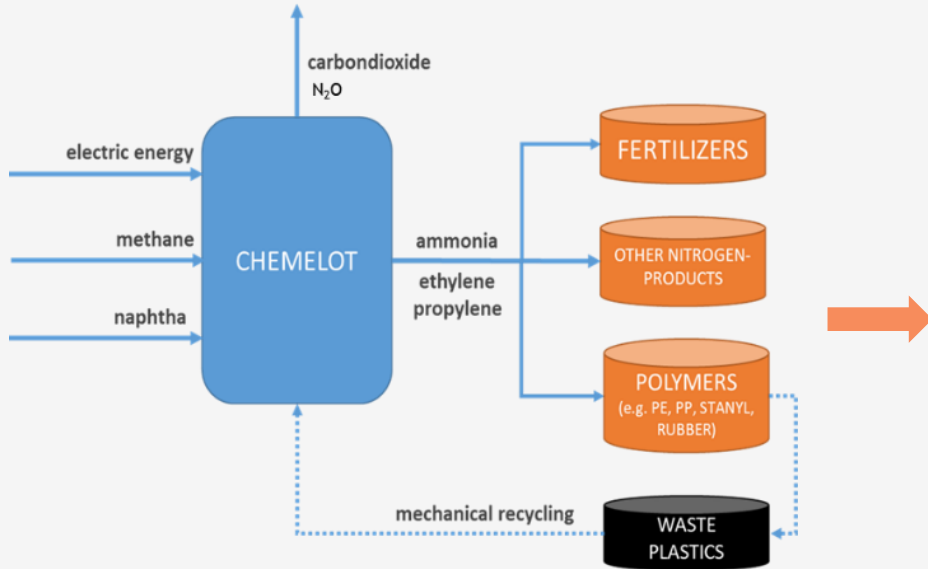 carbondioxide
N₂O
electric energy
methane
naphtha
CHEMELOT
ammonia
ethylene
propylene
FERTILIZERS
OTHER NITROGEN-
PRODUCTS
POLYMERS
(e.g. PE, PP, STANYL,
RUBBER)
mechanical recycling
WASTE
PLASTICS